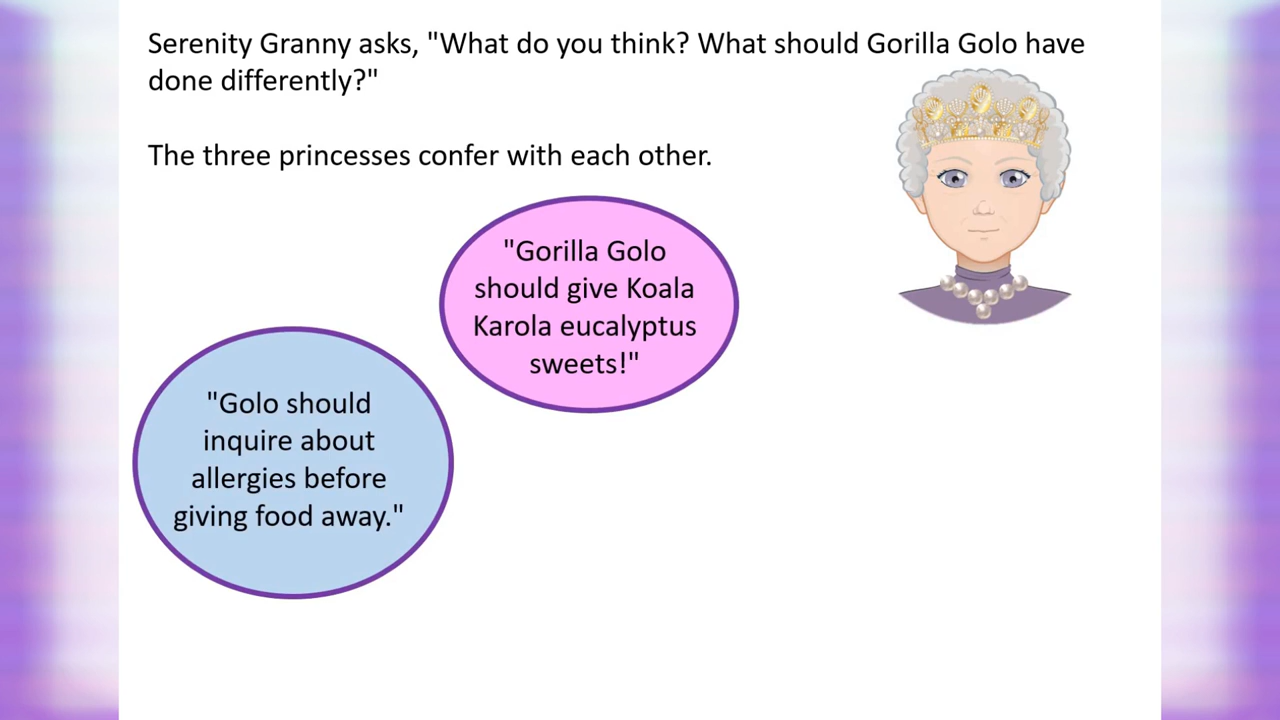 Serenity Granny asks, "What do you think? What should Gorilla Golo have
done differently?"
The three princesses confer with each other.
"Gorilla Golo
should give Koala
Karola eucalyptus
sweets!"
"Golo should
inquire about
allergies before
giving food away."